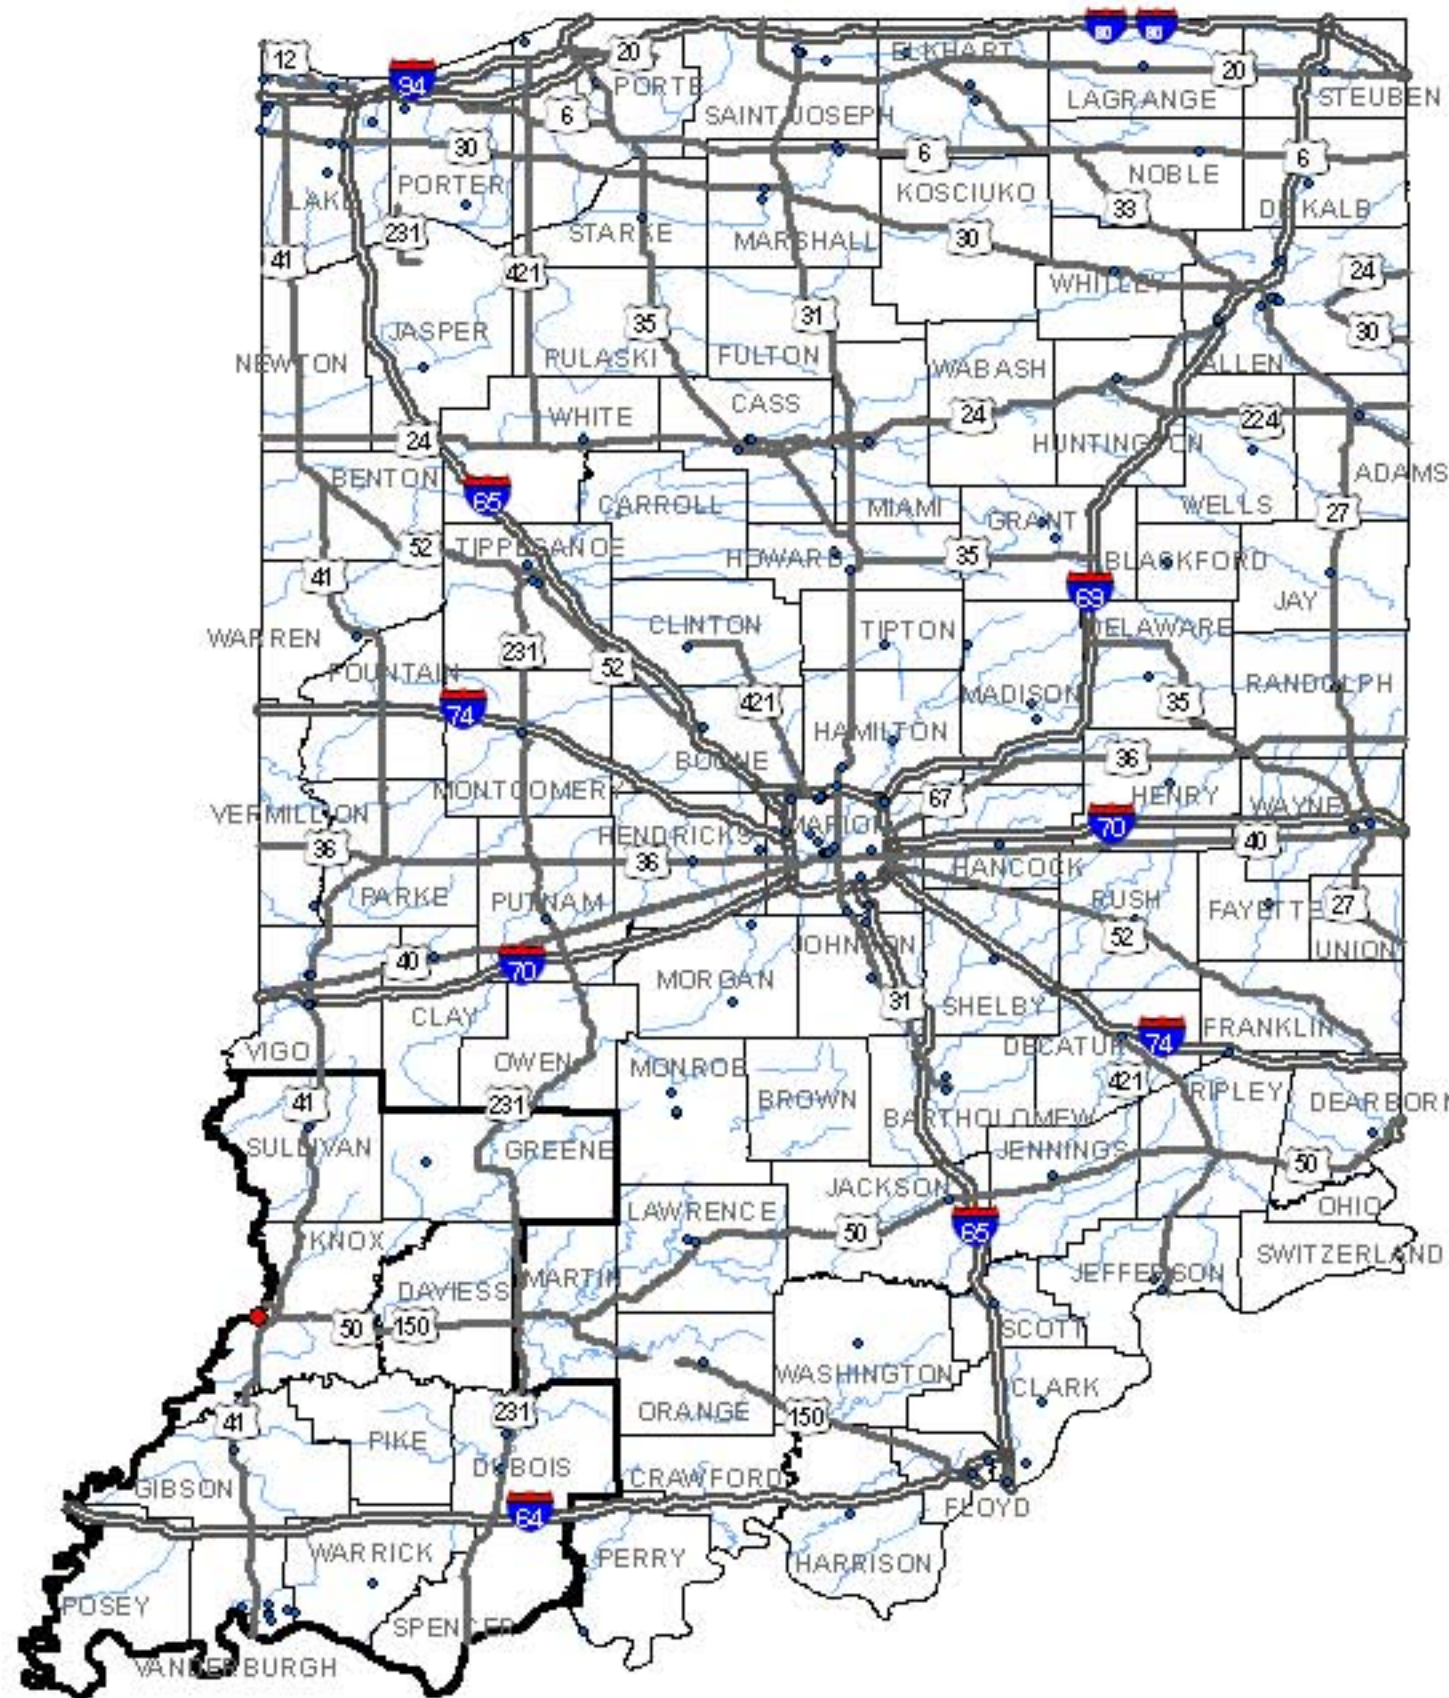 12
94
20
ELKHART
80
80
20
LA PORTE
LAGRANGE
STEUBEN
6
SAINT JOSEPH
30
6
6
PORTER
KOSCIUKO
NOBLE
LAKE
33
DE KALB
231
STARKE
MARSHALL
30
41
421
WHITLEY
24
35
31
JASPER
30
NEWTON
PULASKI
FULTON
WABASH
ALLEN
WHITE
CASS
24
224
24
HUNTINGTON
BENTON
ADAMS
65
CARROLL
MIAMI
WELLS
GRANT
27
52
TIPPECANOE
HOWARD
35
BLACKFORD
41
69
JAY
WARREN
CLINTON
TIPTON
DELAWARE
231
52
FOUNTAIN
RANDOLPH
74
421
MADISON
35
HAMILTON
BOONE
36
MONTGOMERY
67
HENRY
WAYNE
VERMILLION
HENDRICKS
MARION
70
36
36
40
HANCOCK
PARKE
PUTNAM
RUSH
FAYETTE
27
52
JOHNSON
UNION
40
70
MORGAN
31
SHELBY
CLAY
FRANKLIN
VIGO
OWEN
MONROE
DECATUR
74
421
RIPLEY
41
231
BROWN
DEARBORN
BARTHOLOMEW
SULLIVAN
GREENE
JENNINGS
50
JACKSON
OHIO
LAWRENCE
50
65
KNOX
SWITZERLAND
MARTIN
JEFFERSON
DAVIESS
50
150
SCOTT
WASHINGTON
CLARK
41
231
ORANGE
150
PIKE
DUBOIS
CRAWFORD
GIBSON
64
FLOYD
WARRICK
PERRY
HARRISON
POSEY
SPENCER
VANDERBURGH